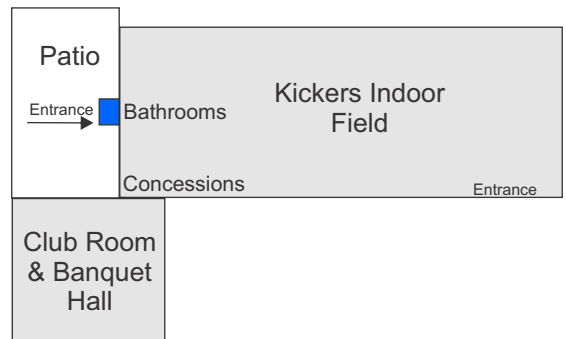 Patio
Entrance
Bathrooms
Kickers Indoor
Field
Concessions
Entrance
Club Room
& Banquet
Hall